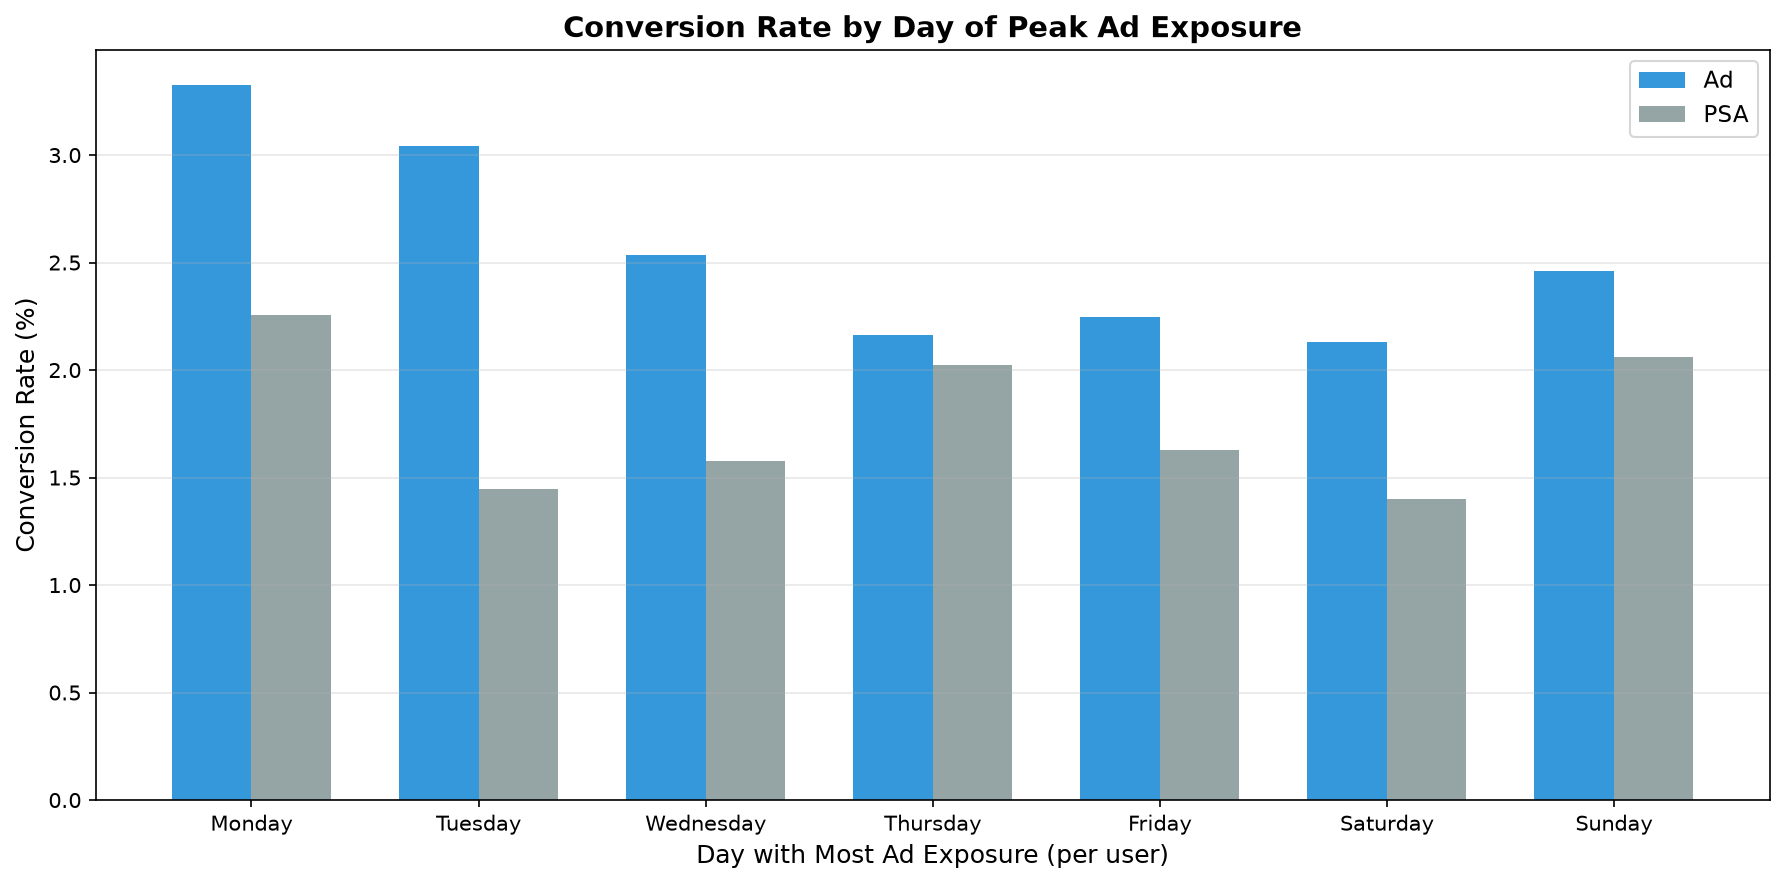 Conversion Rate by Day of Peak Ad Exposure
Ad
PSA
Conversion Rate (%)
3.0
2.5
2.0
1.5
1.0
0.5
0.0
Monday Tuesday Wednesday Thursday Friday Saturday Sunday
Day with Most Ad Exposure (per user)